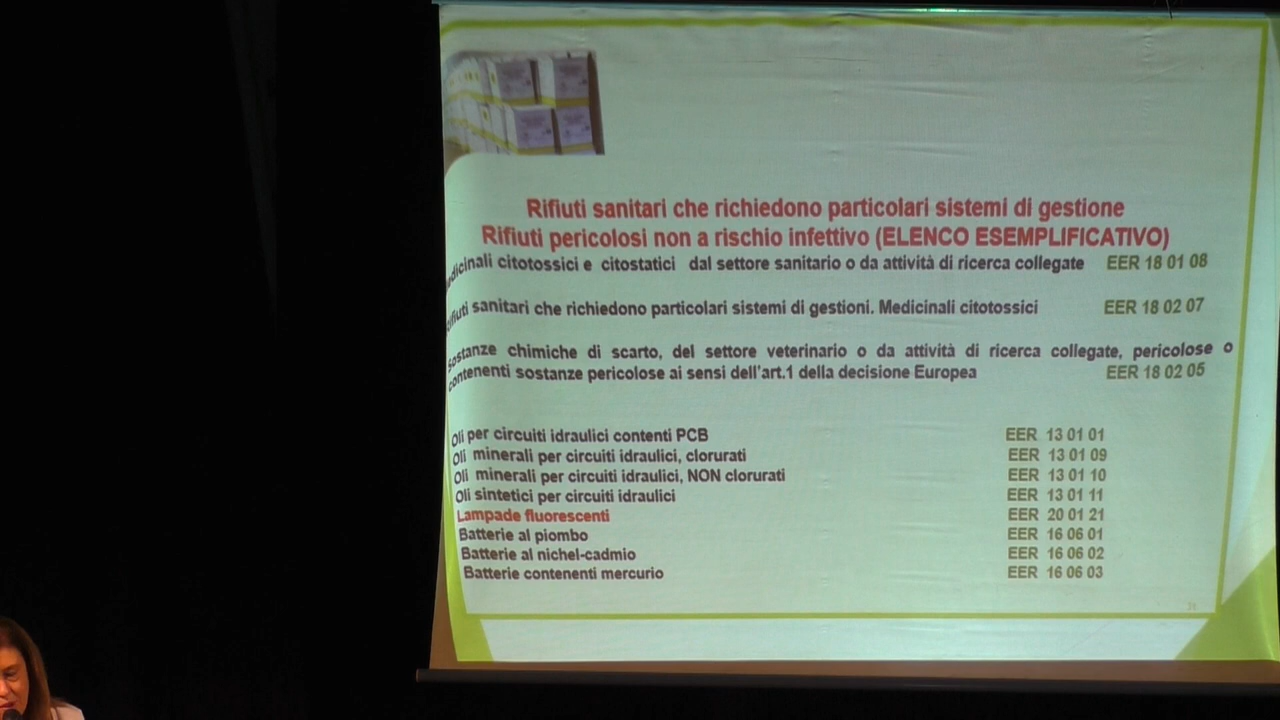 Rifiuti sanitari che richiedono particolari sistemi di gestione
Rifiuti pericolosi non a rischio infettivo (ELENCO ESEMPLIFICATIVO)
citotossici e citostatici dal settore sanitario o da attività di ricerca collegate EER 18 01 08
sanitari che richiedono particolari sistemi di gestioni. Medicinali citotossici EER 18 02 07
Sostanze chimiche di scarto, del settore veterinario o da attività di ricerca collegate, pericolose o
contenenti sostanze pericolose ai sensi dell'art.1 della decisione Europea EER 18 02 05
Oli per circuiti idraulici contenti PCB EER 13 01 01
Oli minerali per circuiti idraulici, clorurati EER 13 01 09
Oli minerali per circuiti idraulici, NON clorurati EER 13 01 10
Oli sintetici per circuiti idraulici EER 13 01 11
Lampade fluorescenti EER 20 01 21
Batterie al piombo EER 16 06 01
Batterie al nichel-cadmio EER 16 06 02
Batterie contenenti mercurio EER 16 06 03